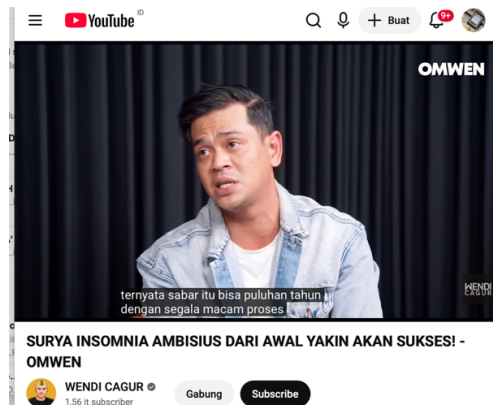 YouTube ID
Buat
9+
OMWEN
WENDI
CAGUR
ternyata sabar itu bisa puluhan tahun
dengan segala macam proses
SURYA INSOMNIA AMBISIUS DARI AWAL YAKIN AKAN SUKSES! -
OMWEN
WENDI CAGUR
1,56 jt subscriber
Gabung
Subscribe